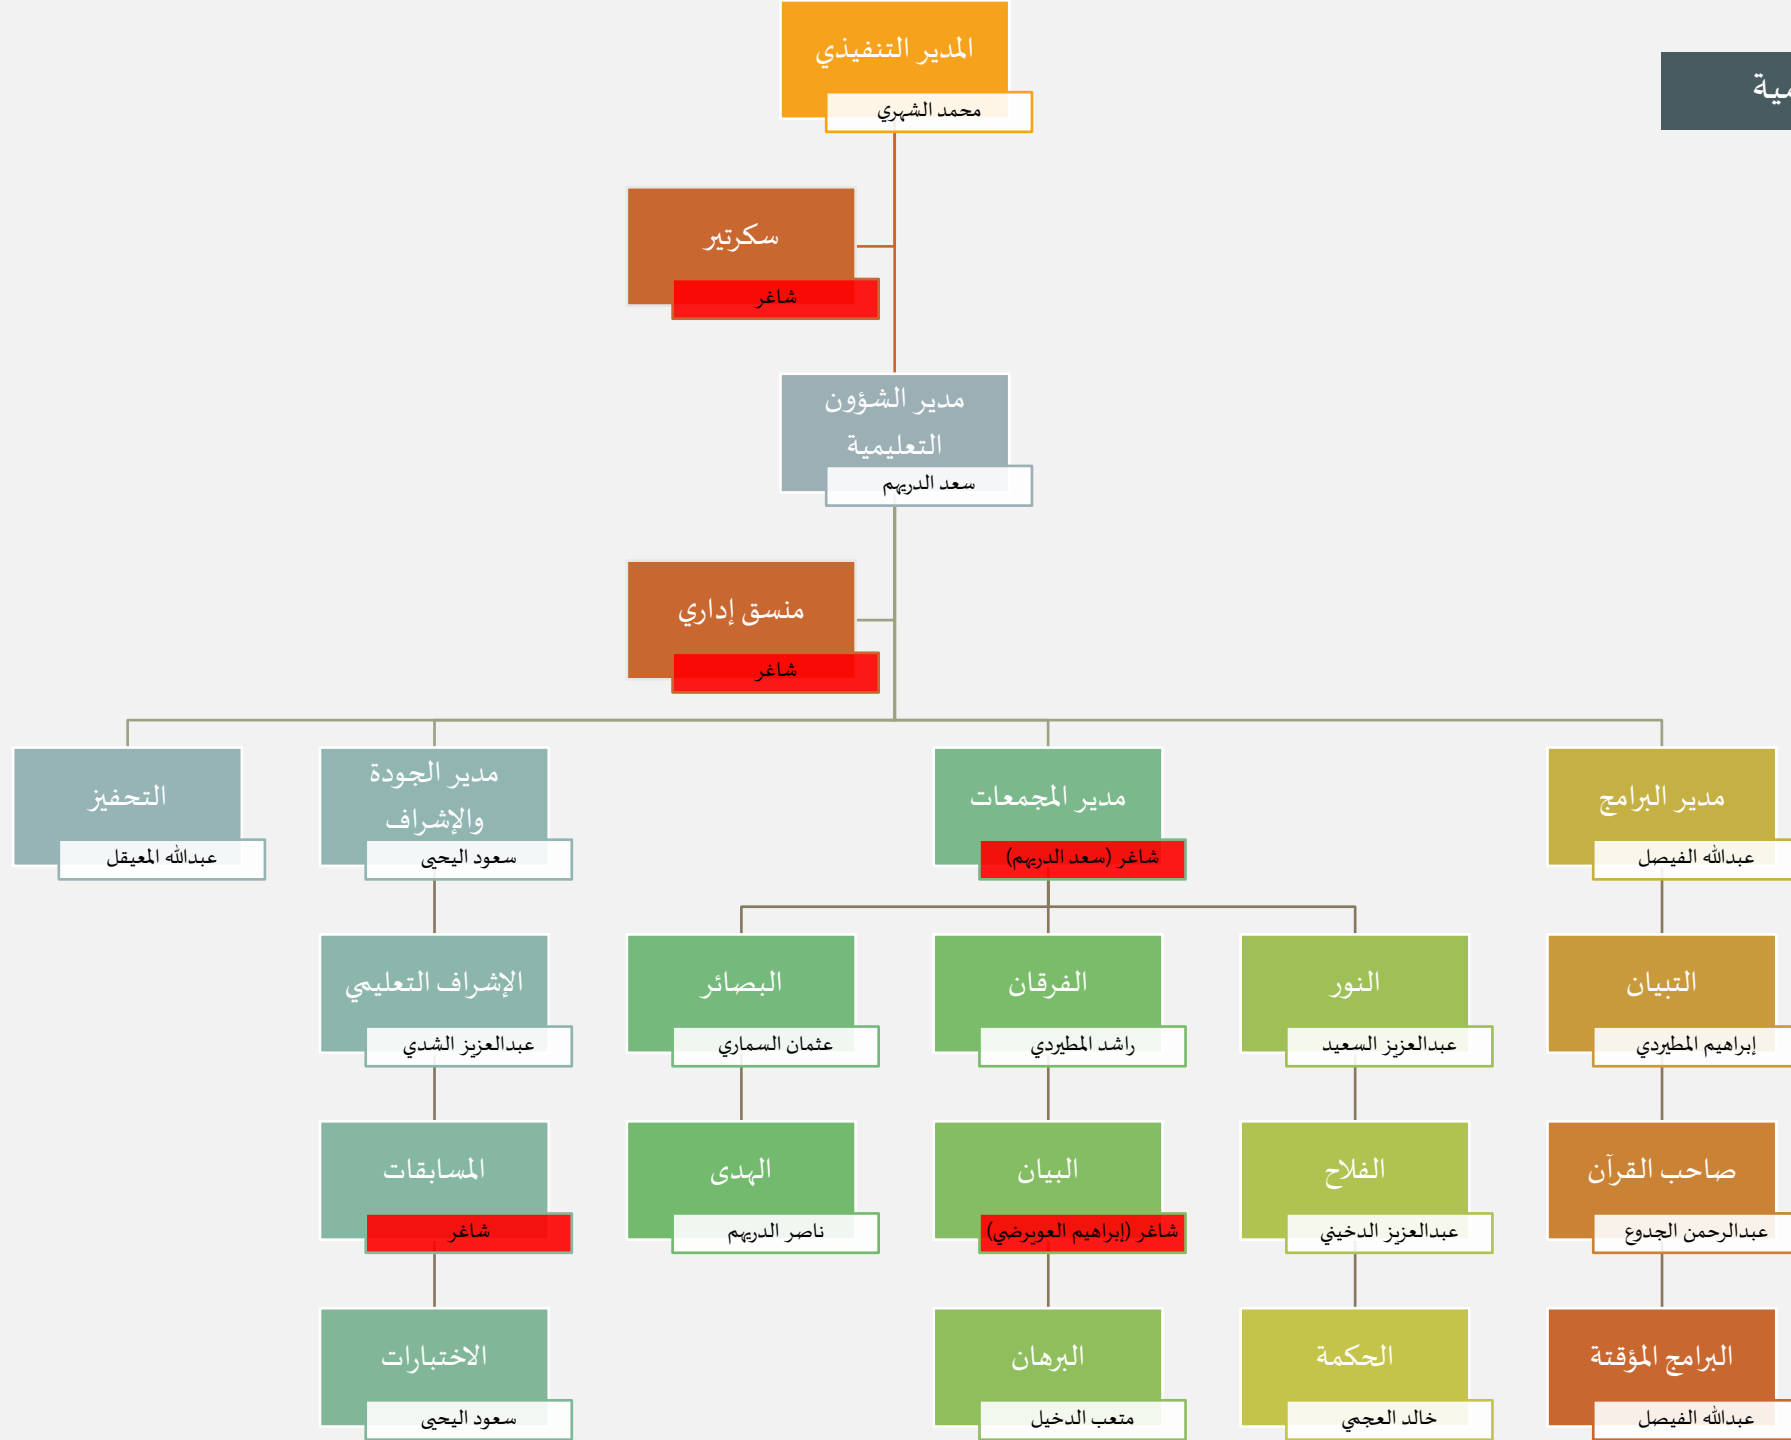 المدير التنفيذي
محمد الشهري
سكرتير
شاغر
مدير الشؤون
التعليمية
سعد الدريهم
منسق إداري
شاغر
مدير البرامج
عبدالله الفيصل
مدير المجمعات
شاغر (سعد الدريهم)
مدير الجودة
والإشراف
سعود اليحيى
التحفيز
عبدالله المعيقل
التبيان
إبراهيم المطيردي
النور
عبدالعزيز السعيد
الفرقان
راشد المطيردي
البصائر
عثمان السماري
الإشراف التعليمي
عبدالعزيز الشدي
صاحب القرآن
عبدالرحمن الجدوع
الفلاح
عبدالعزيز الدخيني
البيان
شاغر (إبراهيم العويرضي)
الهدى
ناصر الدريهم
المسابقات
شاغر
البرامج المؤقتة
عبدالله الفيصل
الحكمة
خالد العجمي
البرهان
متعب الدخيل
الاختبارات
سعود اليحيى